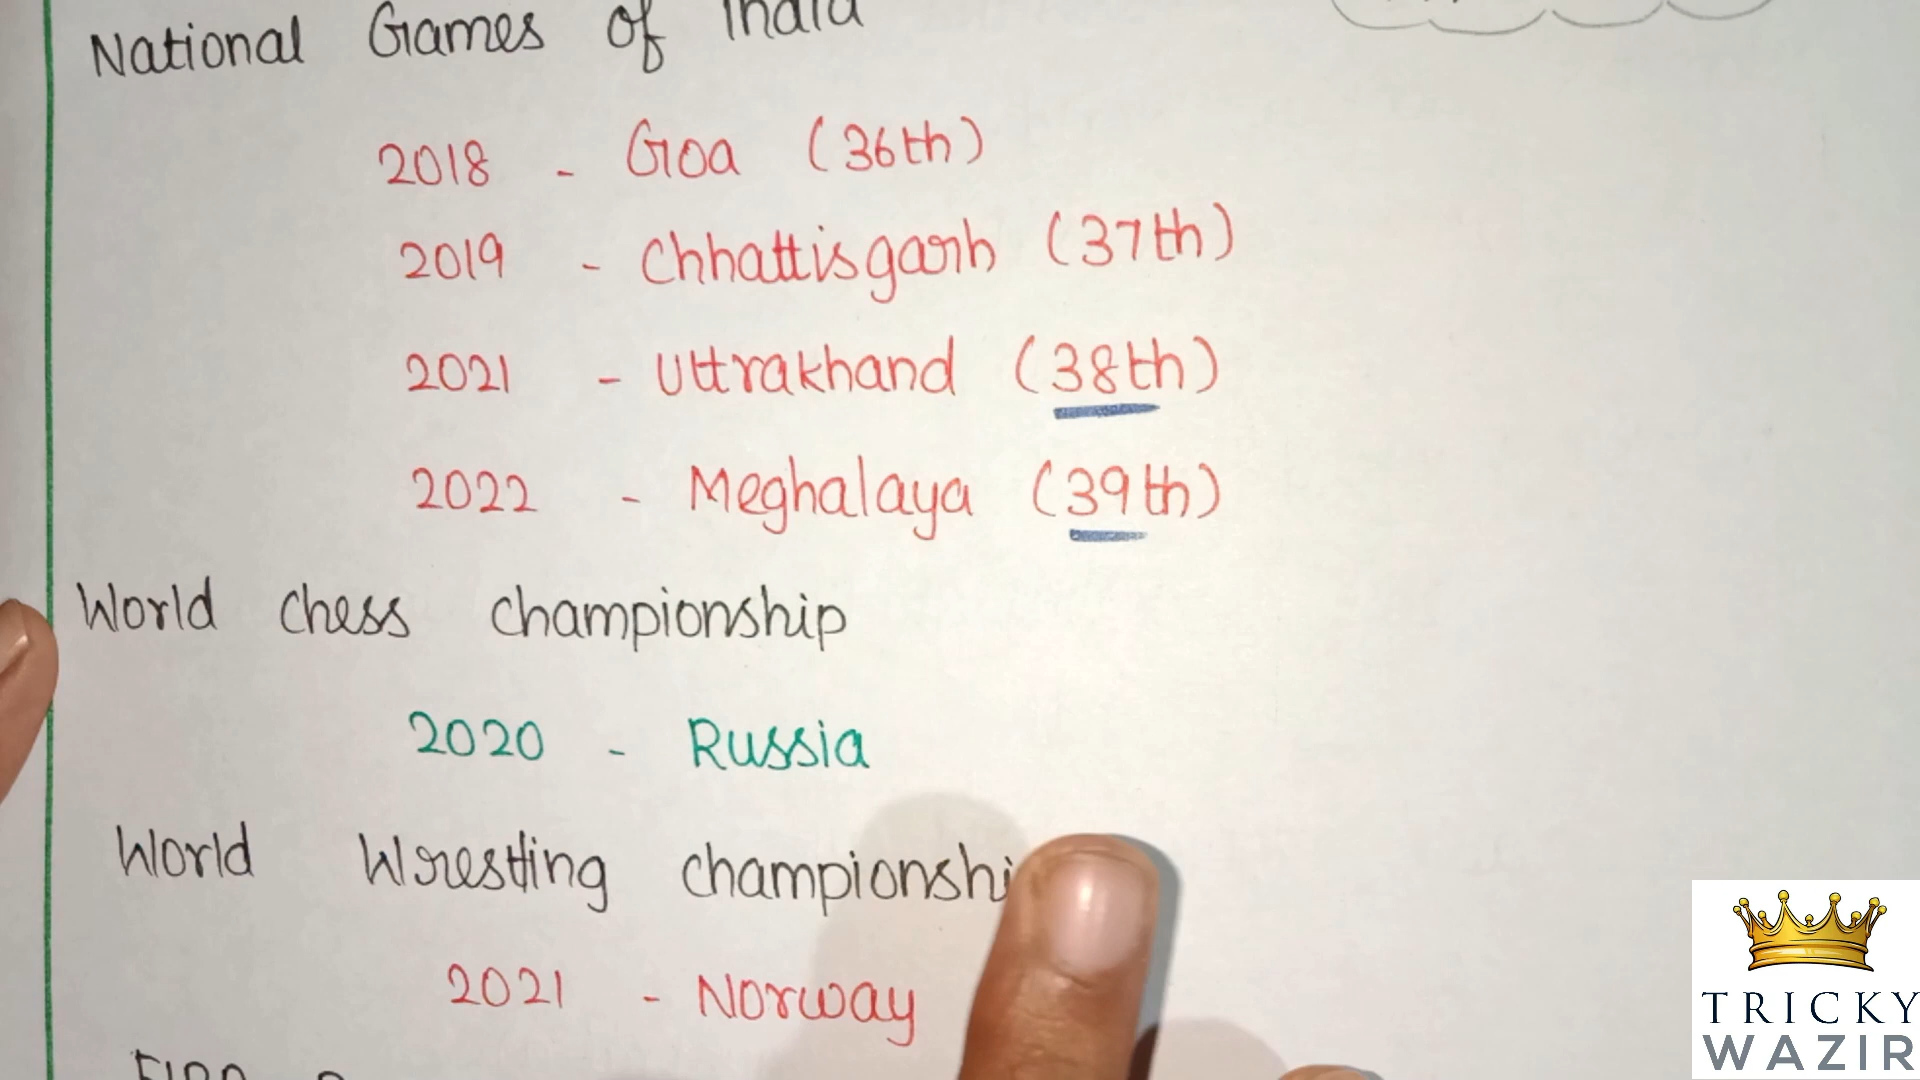 National Games of India
2018 - Goa (36th)
2019 - Chhattisgarh (37th)
2021 - Uttrakhand (38th)
2022 - Meghalaya (39th)
World Chess Championship
2020 - Russia
World Wrestling Championshi
2021 - Norway
TRICKY
WAZIR